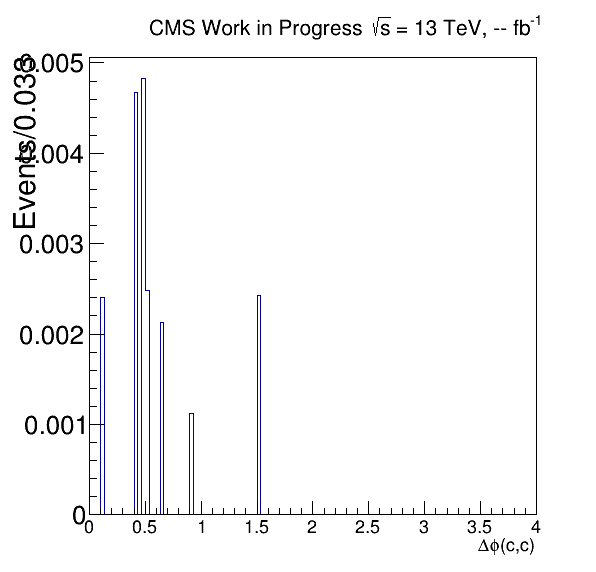 CMS Work in Progress √s = 13 TeV, -- fb-1
Events/0.038
0.005
0.004
0.003
0.002
0.001
0
0 0.5 1 1.5 2 2.5 3 3.5 4
Δϕ(c,c)